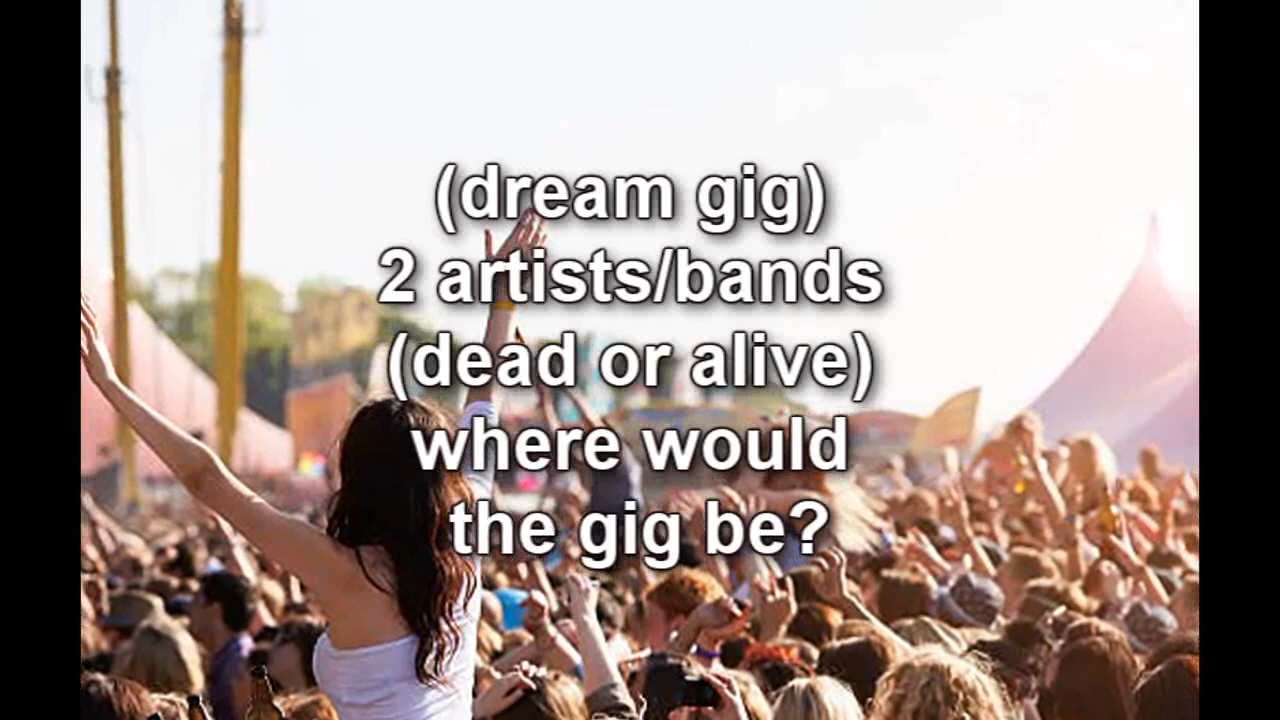 (dream gig)
2 artists/bands
(dead or alive)
where would
the gig be?